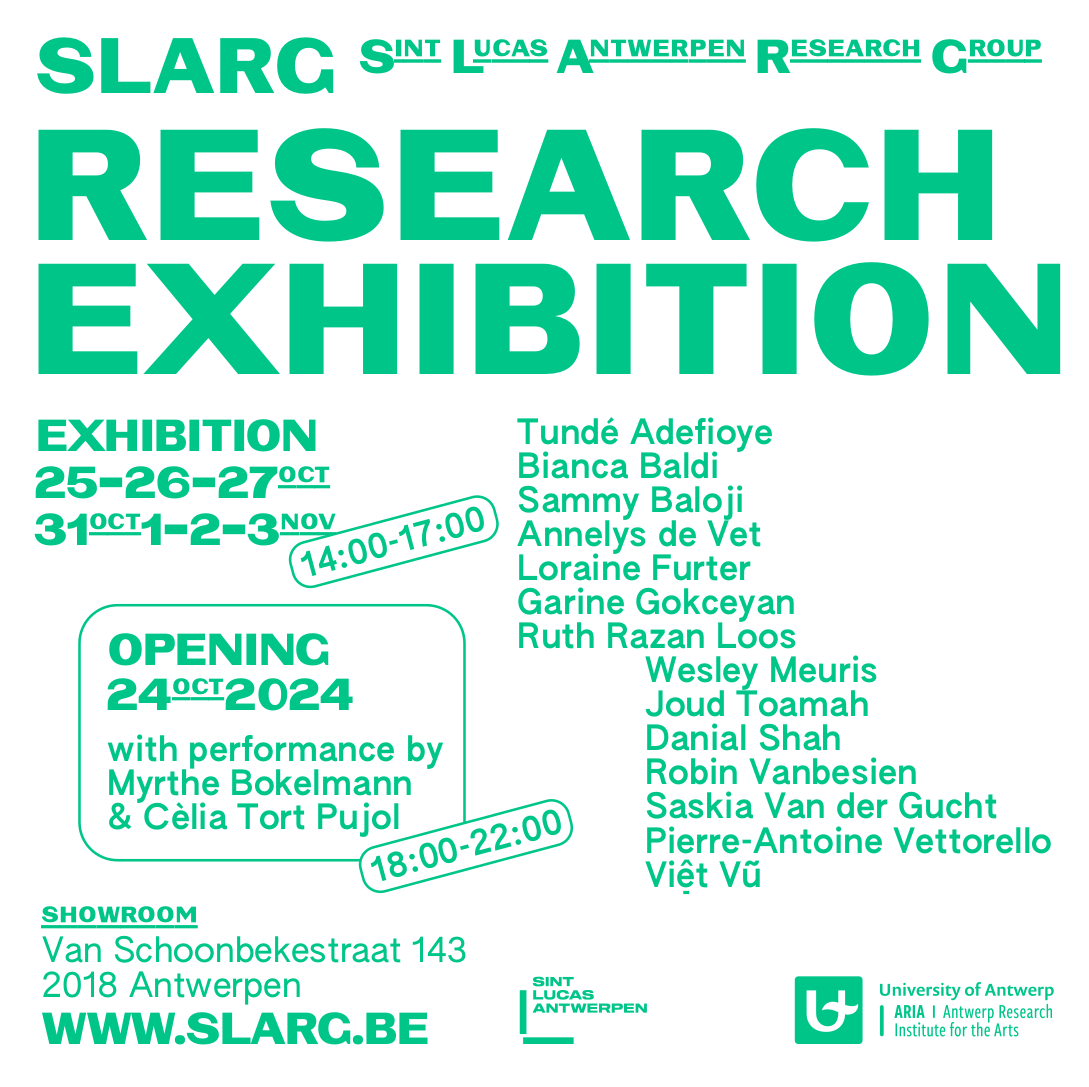 SLARG
SINT LUCAS ANTWERPEN RESEARCH GROUP
RESEARCH
EXHIBITION
EXHIBITION
25-26-27OCT
31OCT1-2-3NOV
14:00-17:00
OPENING
24OCT2024
with performance by
Myrthe Bokelmann
& Cèlia Tort Pujol
18:00-22:00
Tundé Adefioye
Bianca Baldi
Sammy Baloji
Annelys de Vet
Loraine Furter
Garine Gokceyan
Ruth Razan Loos
Wesley Meuris
Joud Toamah
Danial Shah
Robin Vanbesien
Saskia Van der Gucht
Pierre-Antoine Vettorello
Việt Vũ
SHOWROOM
Van Schoonbekestraat 143
2018 Antwerpen
WWW.SLARG.BE
SINT
LUCAS
ANTWERPEN
University of Antwerp
ARIA | Antwerp Research
Institute for the Arts